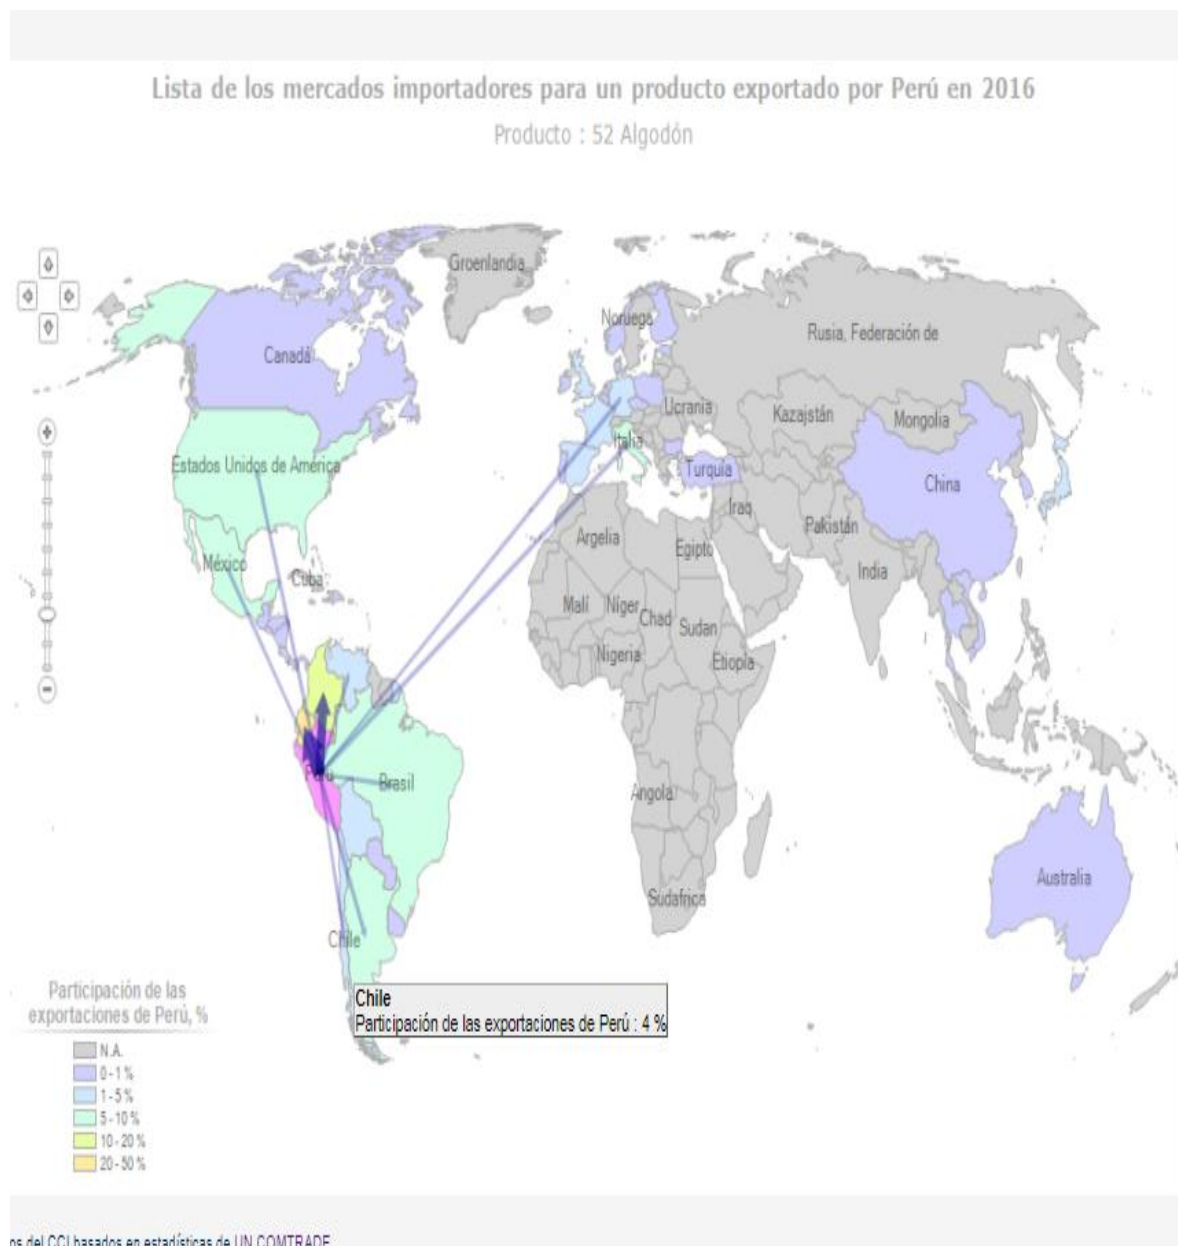 Lista de los mercados importadores para un producto exportado por Perú en 2016
Producto : 52 Algodón
Groenlandia
Noruega
Rusia, Federación de
Canadá
Ucrania
Kazajstán
Mongolia
Italia
Estados Unidos de América
Turquía
China
Iraq
Pakistán
Argelia
Egipto
México
Cuba
India
Malí
Níger
Chad
Sudan
Nigeria
Etiopía
Perú
Brasil
Angola
Sudafrica
Australia
Chile
Chile
Participación de las exportaciones de Perú : 4 %
Participación de las
exportaciones de Perú, %
N.A.
0 - 1 %
1 - 5 %
5 - 10 %
10 - 20 %
20 - 50 %
os del CCI basados en estadísticas de UN COMTRADE